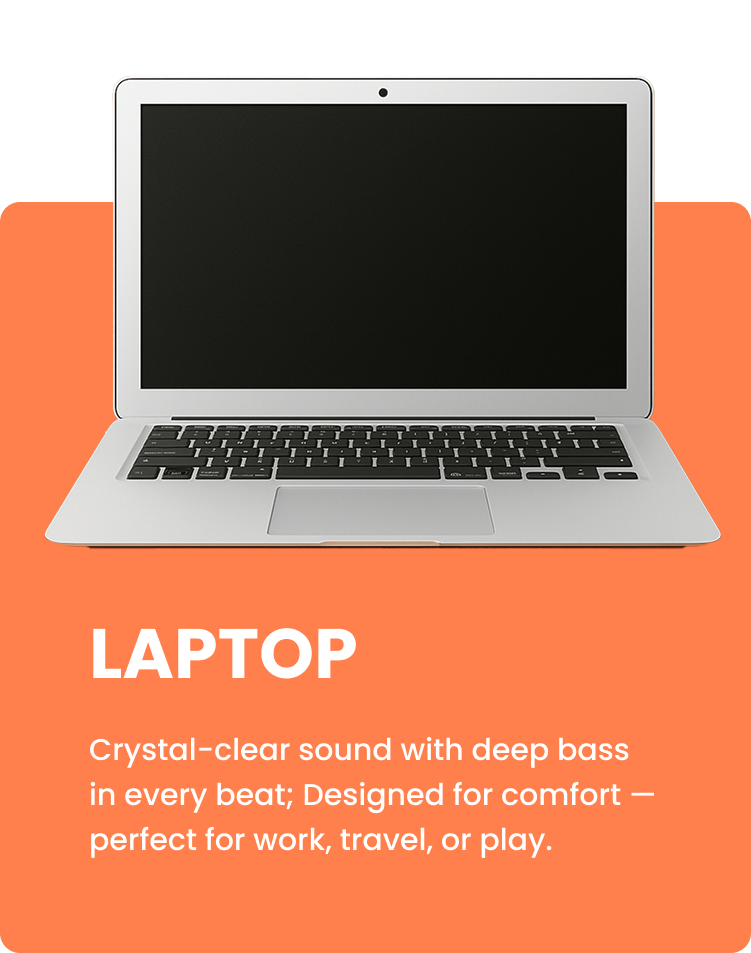 LAPTOP
Crystal-clear sound with deep bass
in every beat; Designed for comfort —
perfect for work, travel, or play.